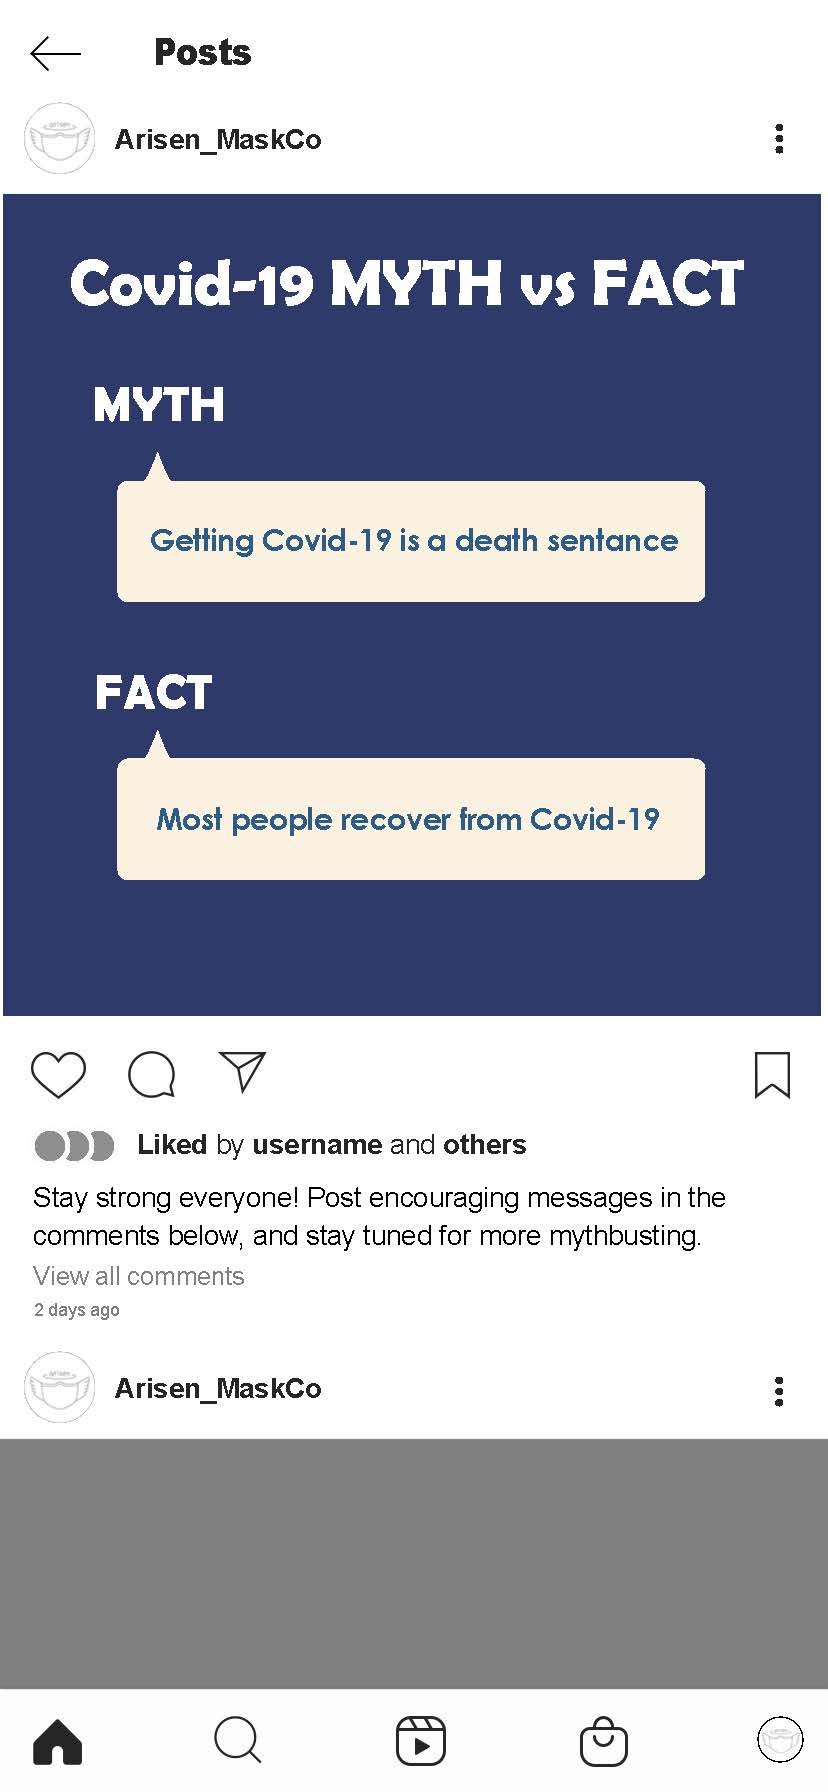 Posts
Arisen_MaskCo
Covid-19 MYTH vs FACT
MYTH
Getting Covid-19 is a death sentance
FACT
Most people recover from Covid-19
Liked by username and others
Stay strong everyone! Post encouraging messages in the
comments below, and stay tuned for more mythbusting.
View all comments
2 days ago
Arisen_MaskCo